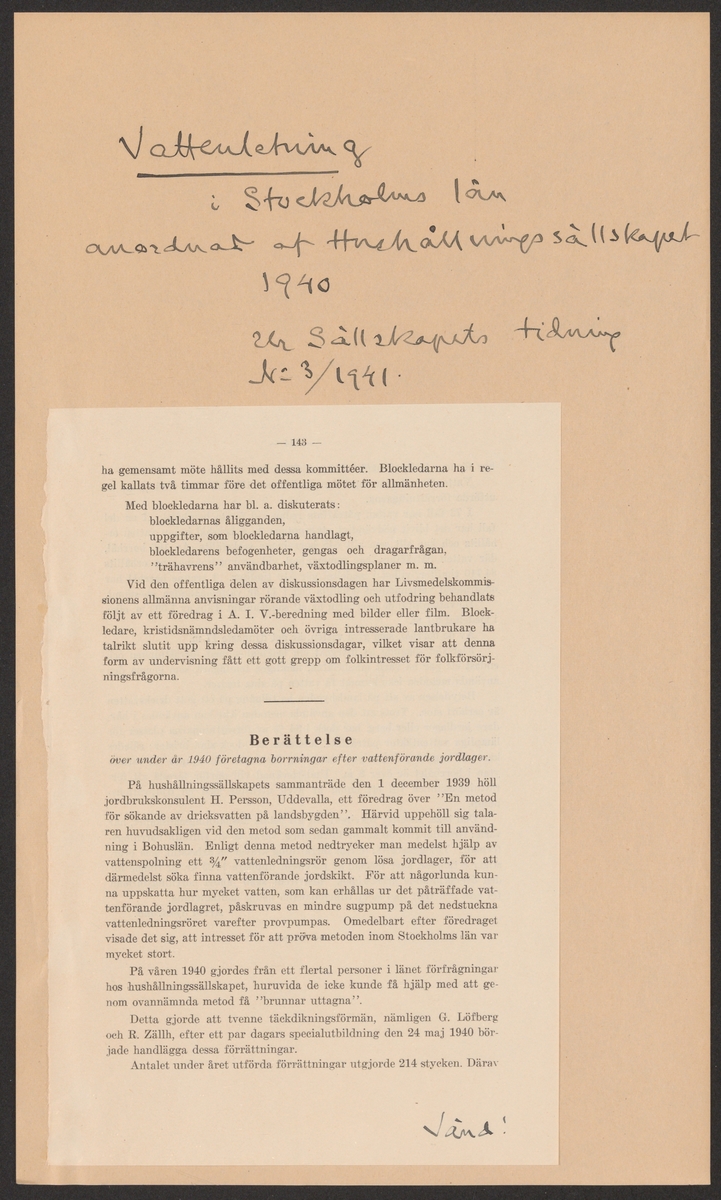 Vattenletning
i Stockholms län
anordnat af Hushållningssällskapet
1940
Ur Sällskapets tidning
No 3/1941.
— 143 —
ha gemensamt möte hållits med dessa kommittéer. Blockledarna ha i re-
gel kallats två timmar före det offentliga mötet för allmänheten.
Med blockledarna har bl. a. diskuterats:
blockledarnas åligganden,
uppgifter, som blockledarna handlagt,
blockledarens befogenheter, gengas och dragarfrågan,
”trähavrens” användbarhet, växtodlingsplaner m. m.
Vid den offentliga delen av diskussionsdagen har Livsmedelskommis-
sionens allmänna anvisningar rörande växtodling och utfodring behandlats
följt av ett föredrag i A. I. V.-beredning med bilder eller film. Block-
ledare, kristidsnämndsledamöter och övriga intresserade lantbrukare ha
talrikt slutit upp kring dessa diskussionsdagar, vilket visar att denna
form av undervisning fått ett gott grepp om folkintresset för folkförsörj-
ningsfrågorna.
Berättelse
över under år 1940 företagna borrningar efter vattenförande jordlager.
På hushållningssällskapets sammanträde den 1 december 1939 höll
jordbrukskonsulent H. Persson, Uddevalla, ett föredrag över ”En metod
för sökande av dricksvatten på landsbygden”. Härvid uppehöll sig tala-
ren huvudsakligen vid den metod som sedan gammalt kommit till använd-
ning i Bohuslän. Enligt denna metod nedtrycker man medelst hjälp av
vattenspolning ett ¾″ vattenledningsrör genom lösa jordlager, för att
därmedelst söka finna vattenförande jordskikt. För att någorlunda kun-
na uppskatta hur mycket vatten, som kan erhållas ur det påträffade vat-
tenförande jordlagret, påskruvas en mindre sugpump på det nedstuckna
vattenledningsröret varefter provpumpas. Omedelbart efter föredraget
visade det sig, att intresset för att pröva metoden inom Stockholms län var
mycket stort.
På våren 1940 gjordes från ett flertal personer i länet förfrågningar
hos hushållningssällskapet, huruvida de icke kunde få hjälp med att ge-
nom ovannämnda metod få ”brunnar uttagna”.
Detta gjorde att tvenne täckdikningsförmän, nämligen G. Löfberg
och R. Zällh, efter ett par dagars specialutbildning den 24 maj 1940 bör-
jade handlägga dessa förrättningar.
Antalet under året utförda förrättningar utgjorde 214 stycken. Därav
Vänd!